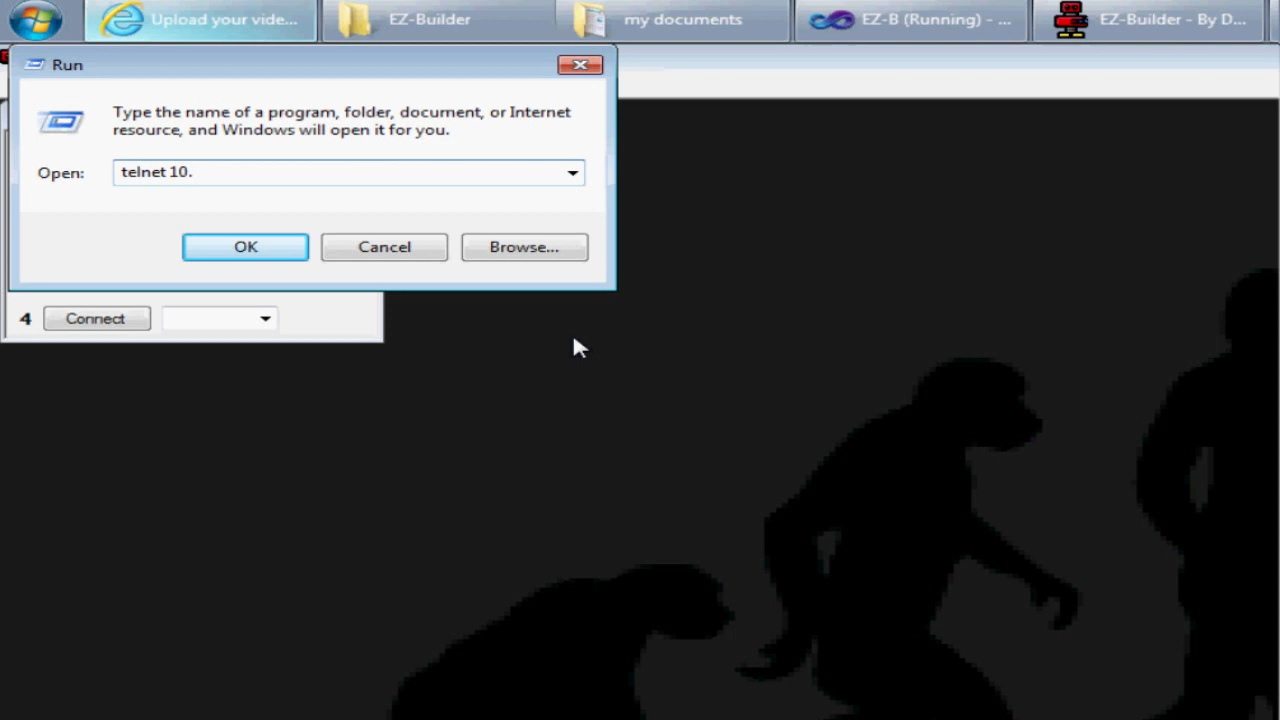 Upload your vide...
EZ-Builder
my documents
EZ-B (Running) - ...
EZ-Builder - By D...
Run
Type the name of a program, folder, document, or Internet
resource, and Windows will open it for you.
Open:
telnet 10.
OK
Cancel
Browse...
4
Connect